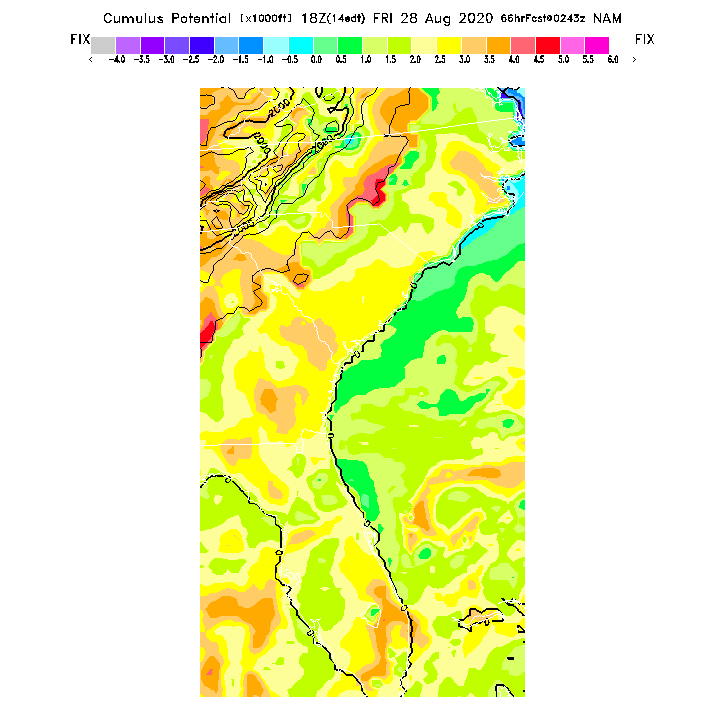 Cumulus Potential [x1000ft] 18Z(14edt) FRI 28 Aug 2020 66hrFcst@0243z NAM
FIX FIX
< -4.0 -3.5 -3.0 -2.5 -2.0 -1.5 -1.0 -0.5 0.0 0.5 1.0 1.5 2.0 2.5 3.0 3.5 4.0 4.5 5.0 5.5 6.0 >
2000
2000